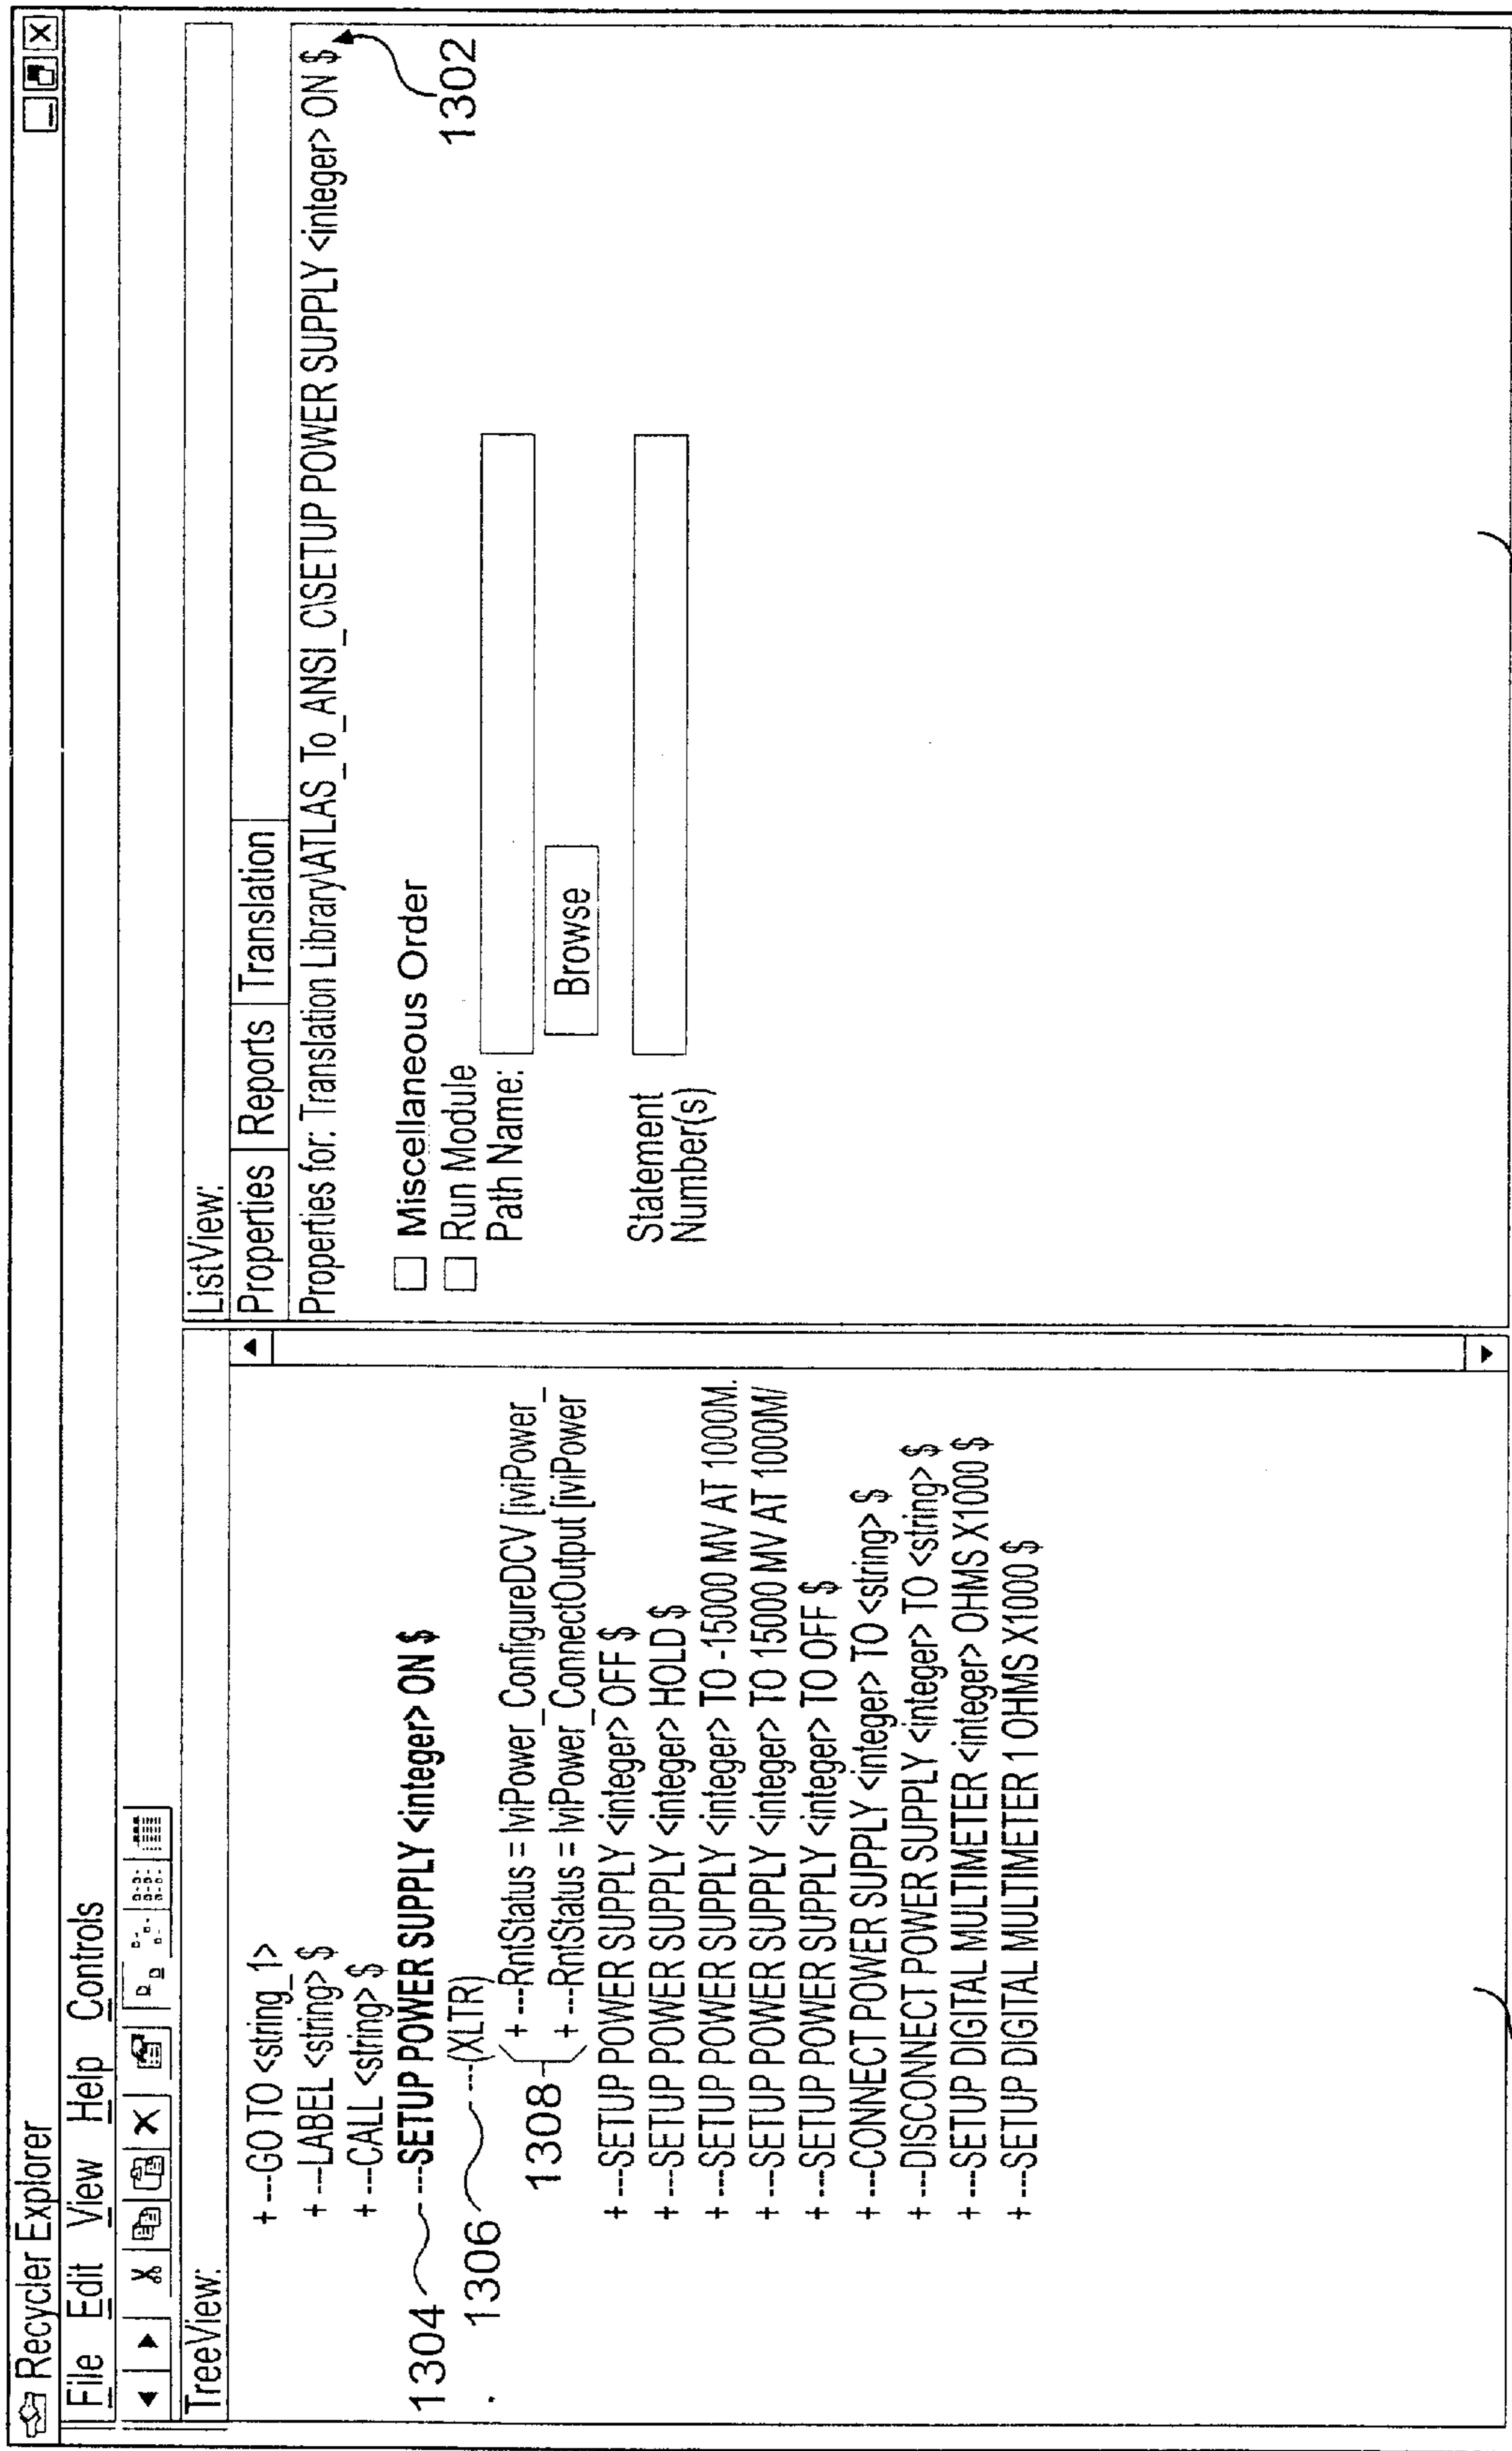 Recycler Explorer
File Edit View Help Controls
TreeView:
+ ---GO TO <string_1>
+ ---LABEL <string> $
+ ---CALL <string> $
1304 ----SETUP POWER SUPPLY <integer> ON $
1306 ---(XLTR)
1308
+ ---RntStatus = IviPower_ConfigureDCV [iviPower_
+ ---RntStatus = IviPower_ConnectOutput [iviPower
+ ---SETUP POWER SUPPLY <integer> OFF $
+ ---SETUP POWER SUPPLY <integer> HOLD $
+ ---SETUP POWER SUPPLY <integer> TO -15000 MV AT 1000M.
+ ---SETUP POWER SUPPLY <integer> TO 15000 MV AT 1000M/
+ ---SETUP POWER SUPPLY <integer> TO OFF $
+ ---CONNECT POWER SUPPLY <integer> TO <string> $
+ ---DISCONNECT POWER SUPPLY <integer> TO <string> $
+ ---SETUP DIGITAL MULTIMETER <integer> OHMS X1000 $
+ ---SETUP DIGITAL MULTIMETER 1 OHMS X1000 $
ListView:
Properties Reports Translation
Properties for: Translation Library\ATLAS_To_ANSI_C\SETUP POWER SUPPLY <integer> ON $
1302
Miscellaneous Order
Run Module
Path Name:
Browse
Statement
Number(s)